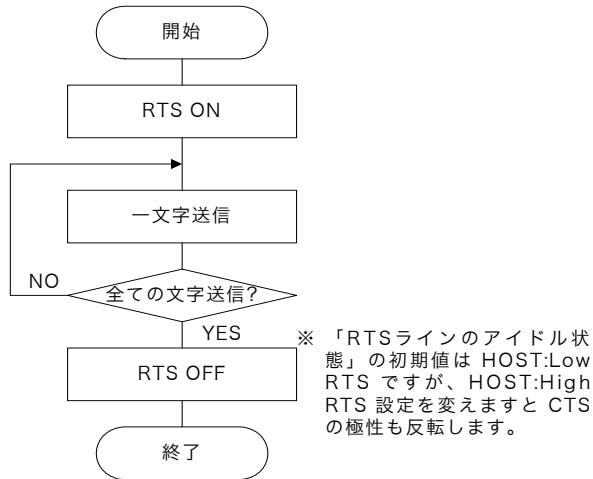 開始
RTS ON
一文字送信
NO
全ての文字送信?
YES
RTS OFF
終了
※ 「RTSラインのアイドル状
態」の初期値は HOST:Low
RTS ですが、HOST:High
RTS 設定を変えますと CTS
の極性も反転します。